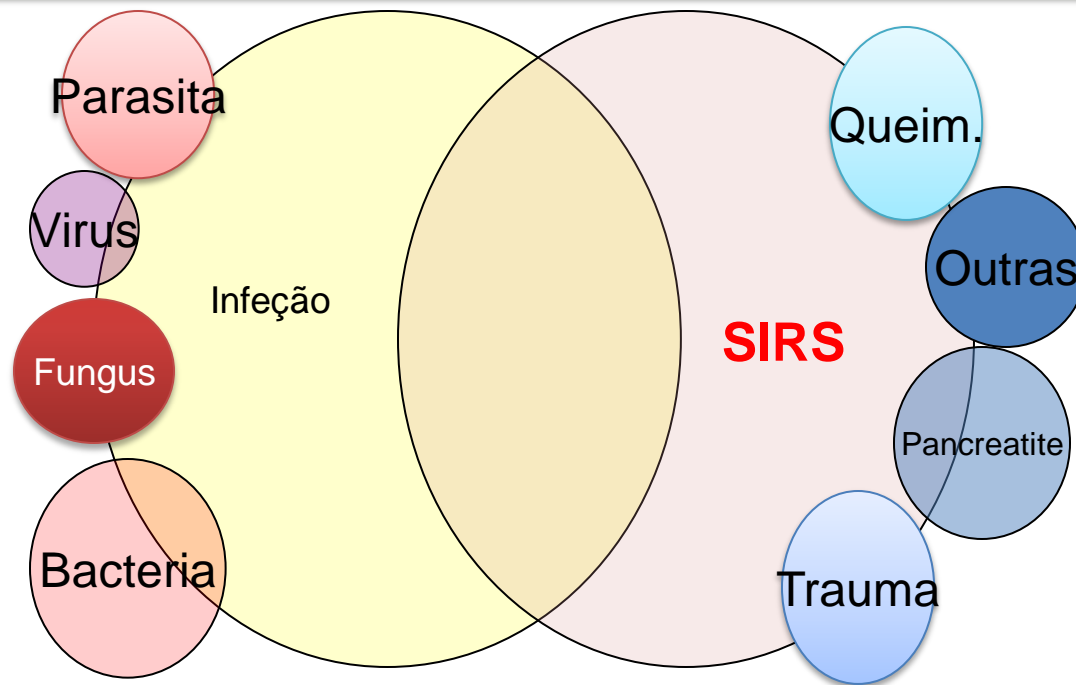 Parasita
Virus
Fungus
Bacteria
Infeção
SIRS
Queim.
Outras
Pancreatite
Trauma